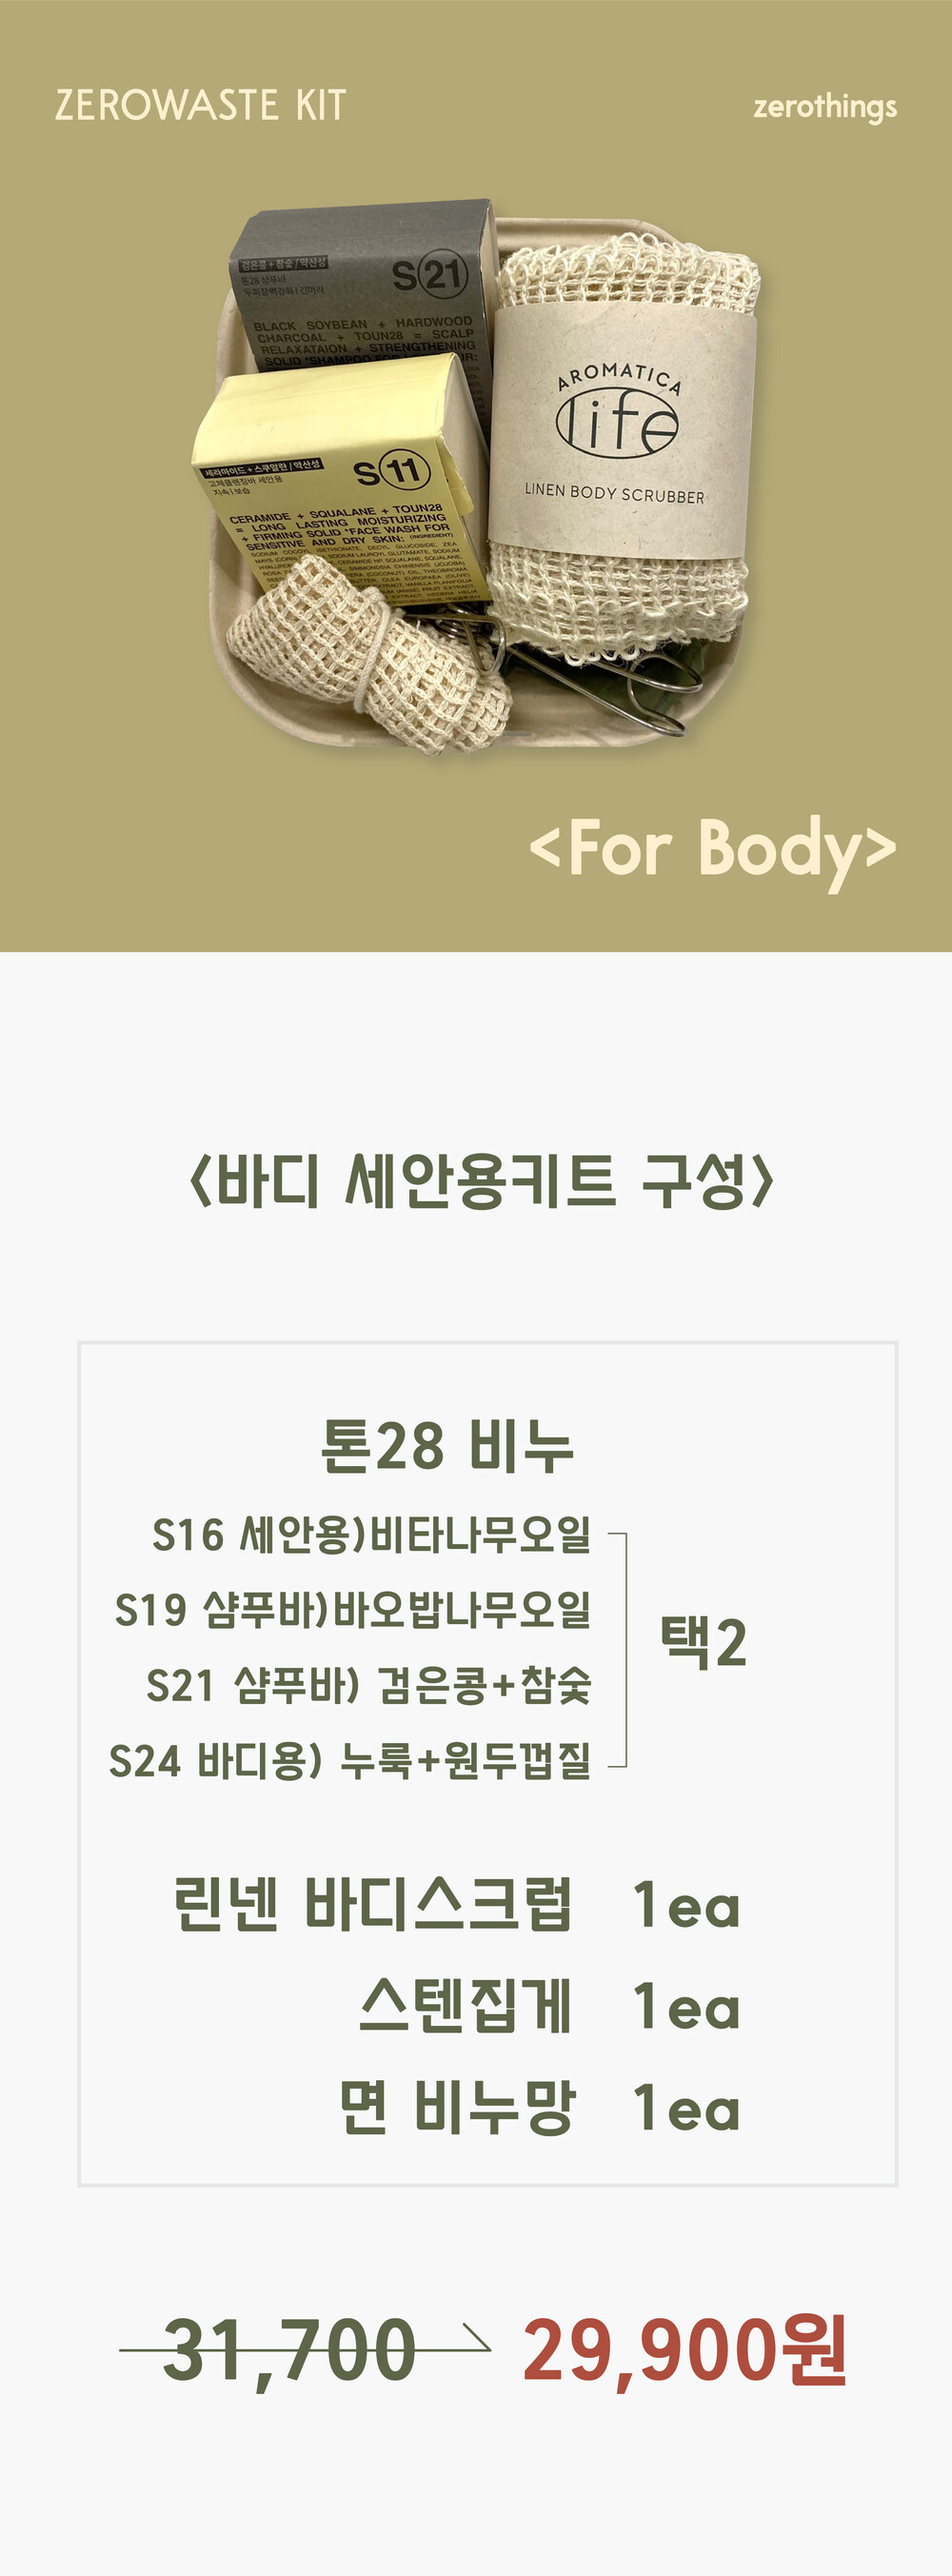 ZEROWASTE KIT
zerothings
검은콩 + 참숯 / 약산성
톤28 샴푸바
두피장벽강화 | 긴머리
S21
BLACK SOYBEAN + HARDWOOD
CHARCOAL + TOUN28 = SCALP
RELAXATAION + STRENGTHENING
SOLID *SHAMPOO FOR
AROMATICA
life
LINEN BODY SCRUBBER
세라마이드 + 스쿠알란 / 약산성
고체클렌징바 세안용
지속 | 보습
S11
CERAMIDE + SQUALANE + TOUN28
= LONG LASTING MOISTURIZING
+ FIRMING SOLID *FACE WASH FOR
SENSITIVE AND DRY SKIN: (INGREDIENT)
<For Body>
<바디 세안용키트 구성>
톤28 비누
S16 세안용)비타나무오일
S19 샴푸바)바오밥나무오일
S21 샴푸바) 검은콩+참숯
S24 바디용) 누룩+원두껍질
택2
린넨 바디스크럽 1ea
스텐집게 1ea
면 비누망 1ea
31,700 29,900원